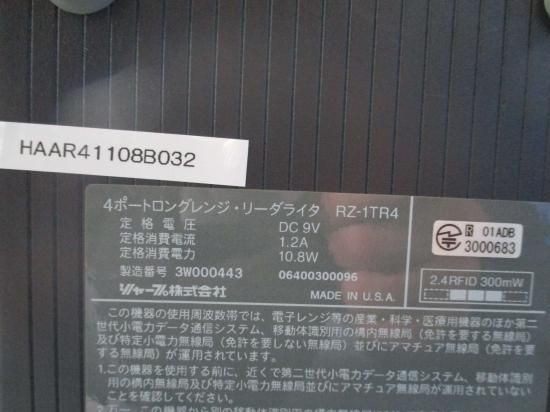 HAAR41108B032
4ポートロングレンジ・リーダライタ RZ-1TR4
定格電圧 DC 9V
定格消費電流 1.2A
定格消費電力 10.8W
製造番号 3W000443 06400300096
シャープ株式会社 MADE IN U.S.A.
R 01ADB
3000683
2.4RFID 300mW
この機器の使用周波数帯では、電子レンジ等の産業・科学・医療用機器のほか第二
世代小電力データ通信システム、移動体識別用の構内無線局(免許を要する無線局)
及び特定小電力無線局(免許を要しない無線局)並びにアマチュア無線局(免許を要する無線局)
が運用されています。
1.この機器を使用する前に、近くで第二世代小電力データ通信システム、移動体識別
用の構内無線局及び特定小電力無線局並びにアマチュア無線局が運用されていないことを
確認してください